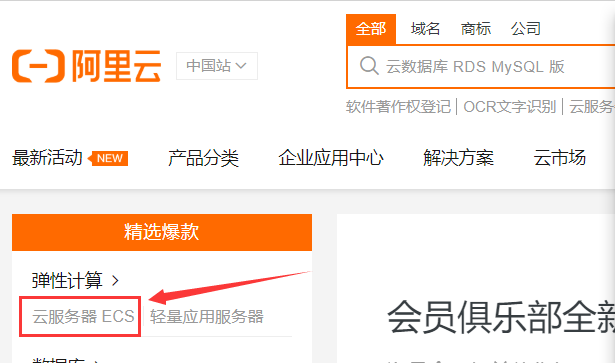 全部 域名 商标 公司
阿里云 中国站
云数据库 RDS MySQL 版
软件著作权登记 | OCR文字识别 | 云服务
最新活动 NEW 产品分类 企业应用中心 解决方案 云市场
精选爆款
弹性计算 >
云服务器 ECS 轻量应用服务器
会员俱乐部全新